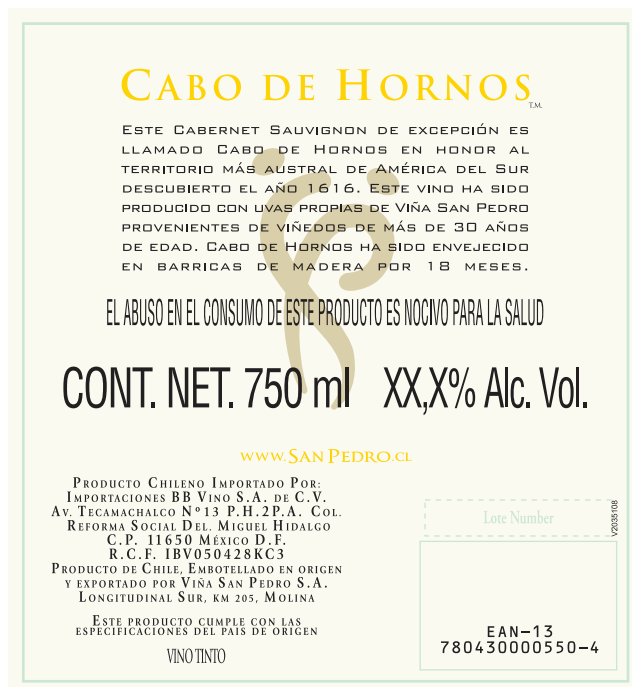 CABO DE HORNOS T.M.
ESTE CABERNET SAUVIGNON DE EXCEPCIÓN ES
LLAMADO CABO DE HORNOS EN HONOR AL
TERRITORIO MÁS AUSTRAL DE AMÉRICA DEL SUR
DESCUBIERTO EL AÑO 1616. ESTE VINO HA SIDO
PRODUCIDO CON UVAS PROPIAS DE VIÑA SAN PEDRO
PROVENIENTES DE VIÑEDOS DE MÁS DE 30 AÑOS
DE EDAD. CABO DE HORNOS HA SIDO ENVEJECIDO
EN BARRICAS DE MADERA POR 18 MESES.
EL ABUSO EN EL CONSUMO DE ESTE PRODUCTO ES NOCIVO PARA LA SALUD
CONT. NET. 750 ml XX,X% Alc. Vol.
WWW.SANPEDRO.CL
PRODUCTO CHILENO IMPORTADO POR:
IMPORTACIONES BB VINO S.A. DE C.V.
AV. TECAMACHALCO Nº13 P.H.2P.A. COL.
REFORMA SOCIAL DEL. MIGUEL HIDALGO
C.P. 11650 MÉXICO D.F.
R.C.F. IBV050428KC3
PRODUCTO DE CHILE, EMBOTELLADO EN ORIGEN
Y EXPORTADO POR VIÑA SAN PEDRO S.A.
LONGITUDINAL SUR, KM 205, MOLINA
ESTE PRODUCTO CUMPLE CON LAS
ESPECIFICACIONES DEL PAIS DE ORIGEN
VINO TINTO
Lote Number
V2035108
EAN-13
780430000550-4